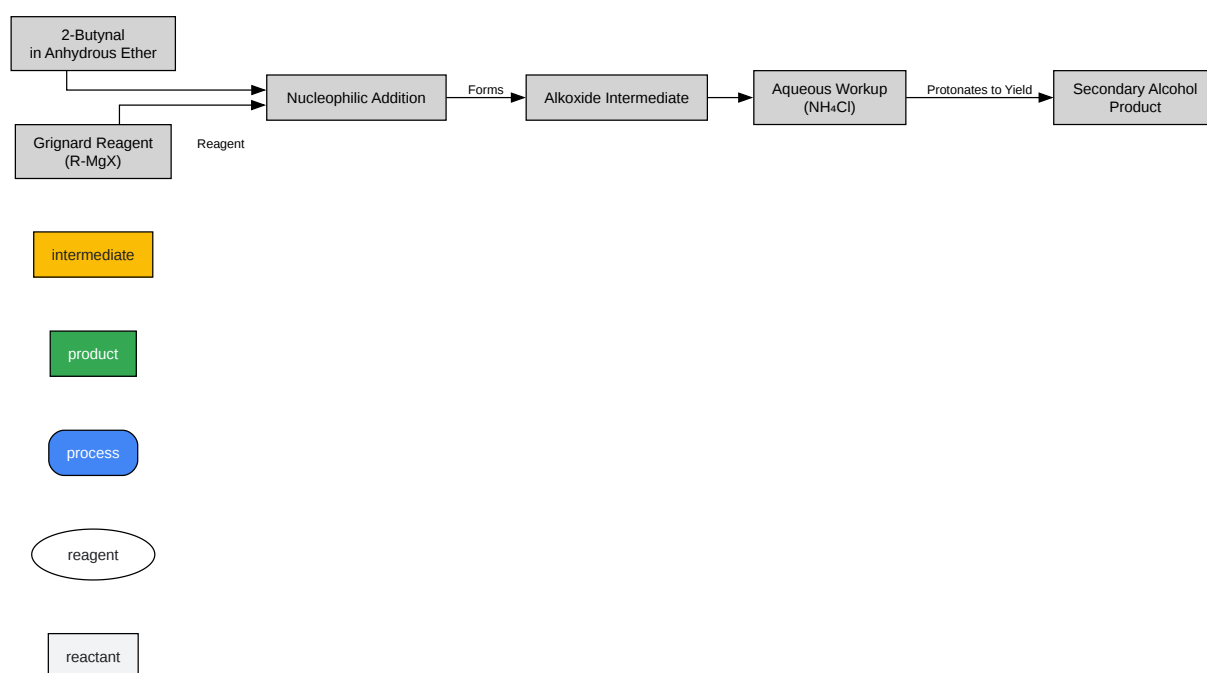 2-Butynal
in Anhydrous Ether
Grignard Reagent
(R-MgX)
Reagent
Nucleophilic Addition
Forms
Alkoxide Intermediate
Aqueous Workup
(NH₄Cl)
Protonates to Yield
Secondary Alcohol
Product
intermediate
product
process
reagent
reactant